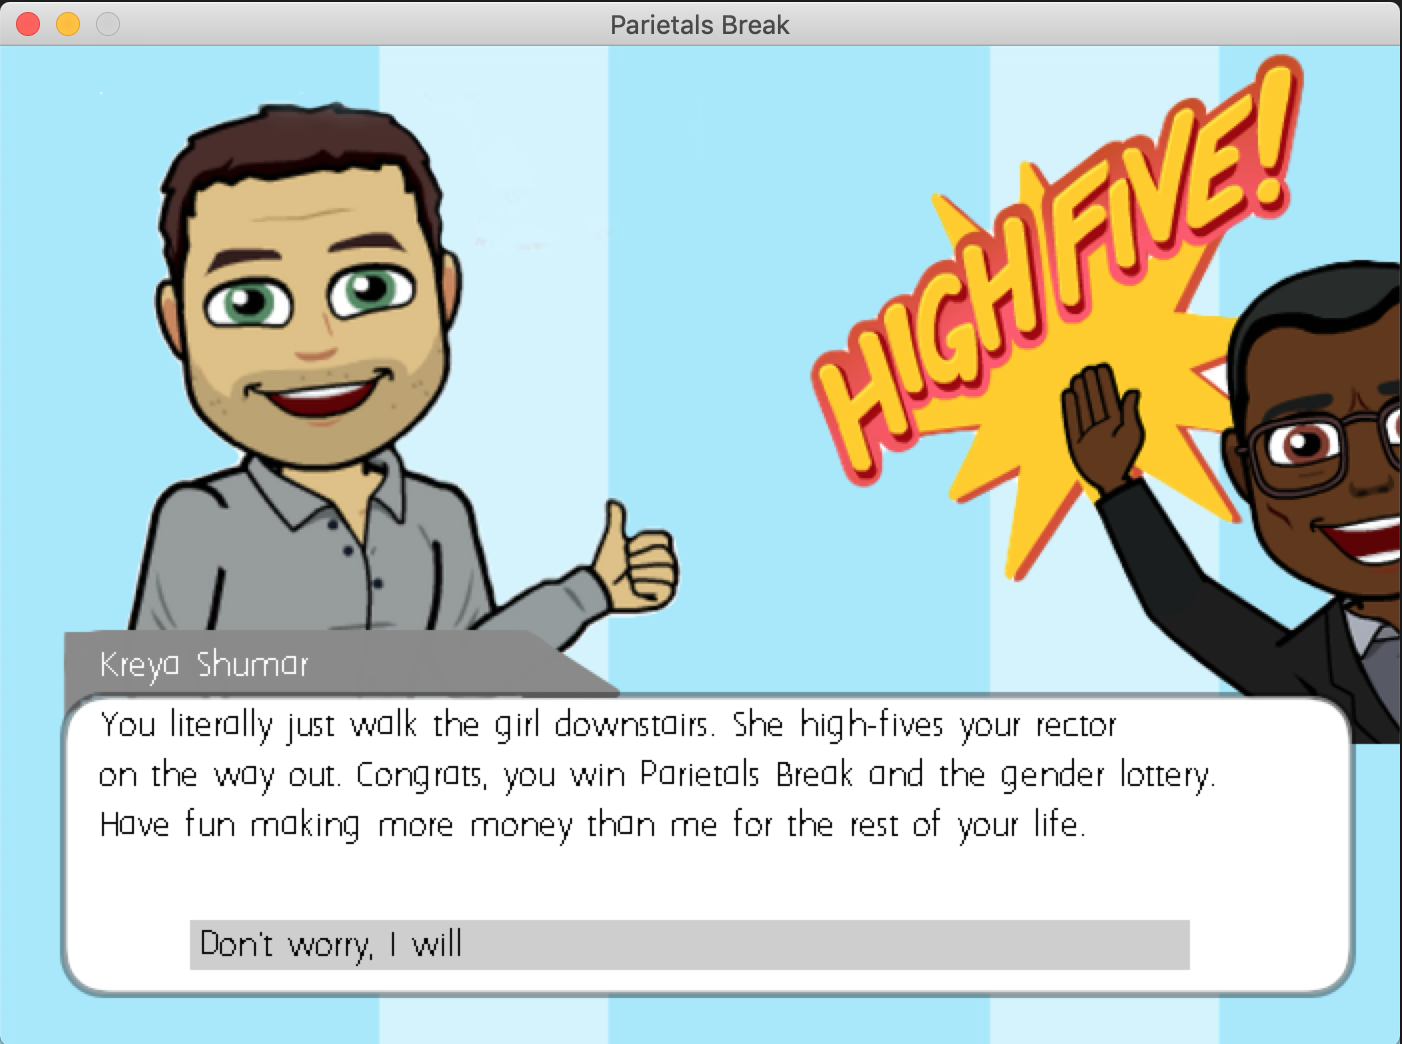 Parietals Break
HIGH FIVE!
Kreya Shumar
You literally just walk the girl downstairs. She high-fives your rector
on the way out. Congrats, you win Parietals Break and the gender lottery.
Have fun making more money than me for the rest of your life.
Don't worry, I will